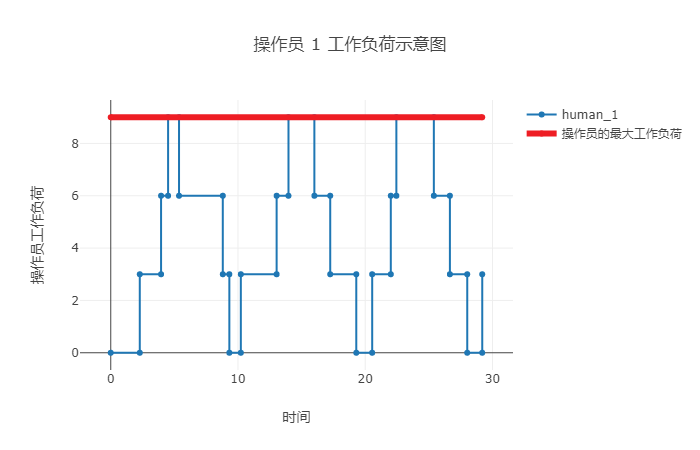 操作员 1 工作负荷示意图
human_1
操作员的最大工作负荷
操作员工作负荷
8
6
4
2
0
0 10 20 30
时间